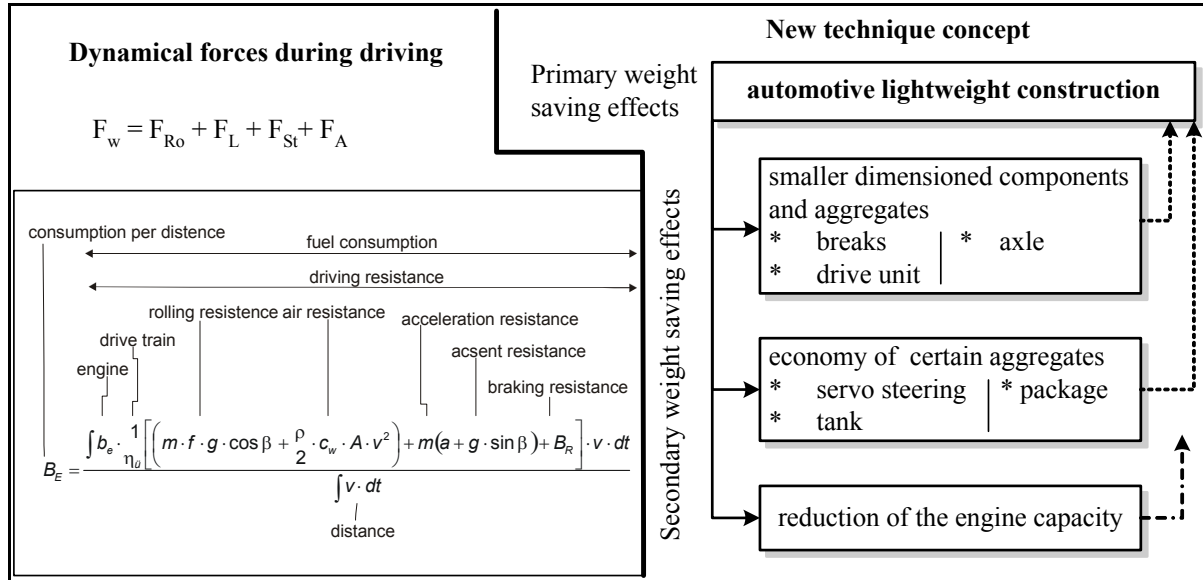 Dynamical forces during driving
F_w = F_Ro + F_L + F_St + F_A
consumption per distence
fuel consumption
driving resistance
rolling resistence air resistance
acceleration resistance
drive train
acsent resistance
engine
braking resistance
B_E = ∫ b_e · 1/η_ü [(m · f · g · cos β + ρ/2 · c_w · A · v²) + m(a + g · sin β) + B_R] · v · dt / ∫ v · dt
distance
New technique concept
Primary weight
saving effects
automotive lightweight construction
Secondary weight saving effects
smaller dimensioned components
and aggregates
* breaks * axle
* drive unit
economy of certain aggregates
* servo steering * package
* tank
reduction of the engine capacity